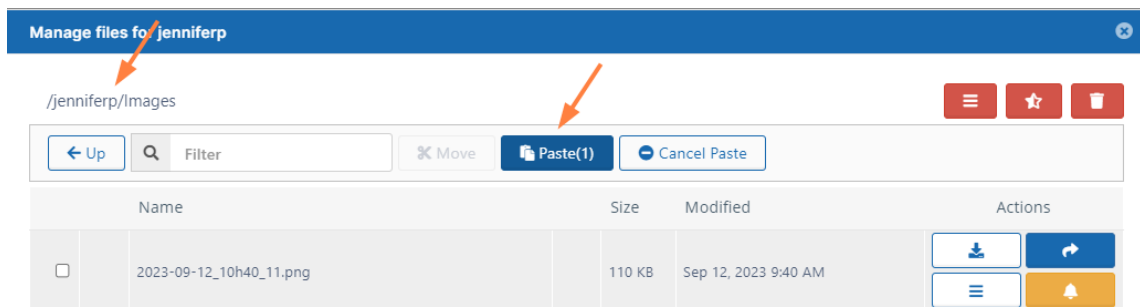 Manage files for jenniferp
/jenniferp/Images
Up Filter Move Paste(1) Cancel Paste
Name Size Modified Actions
2023-09-12_10h40_11.png 110 KB Sep 12, 2023 9:40 AM